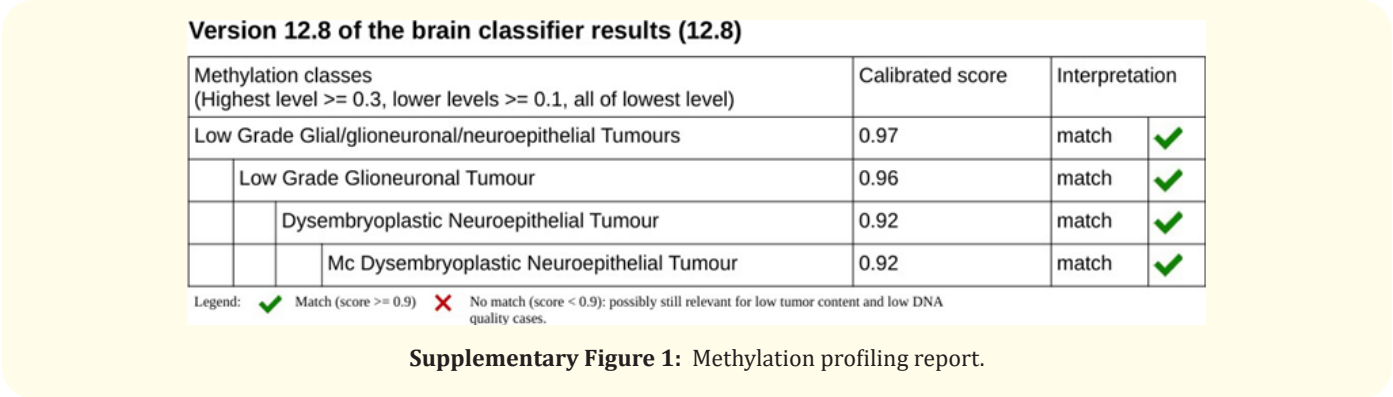 Version 12.8 of the brain classifier results (12.8)
Methylation classes
(Highest level >= 0.3, lower levels >= 0.1, all of lowest level)
Calibrated score
Interpretation
Low Grade Glial/glioneuronal/neuroepithelial Tumours 0.97 match
Low Grade Glioneuronal Tumour 0.96 match
Dysembryoplastic Neuroepithelial Tumour 0.92 match
Mc Dysembryoplastic Neuroepithelial Tumour 0.92 match
Legend: Match (score >= 0.9) No match (score < 0.9): possibly still relevant for low tumor content and low DNA
quality cases.
Supplementary Figure 1: Methylation profiling report.